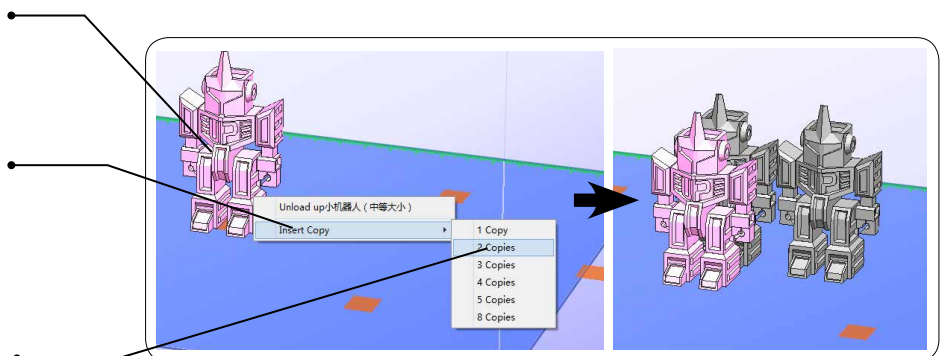 Unload up小机器人（中等大小）
Insert Copy
1 Copy
2 Copies
3 Copies
4 Copies
5 Copies
8 Copies